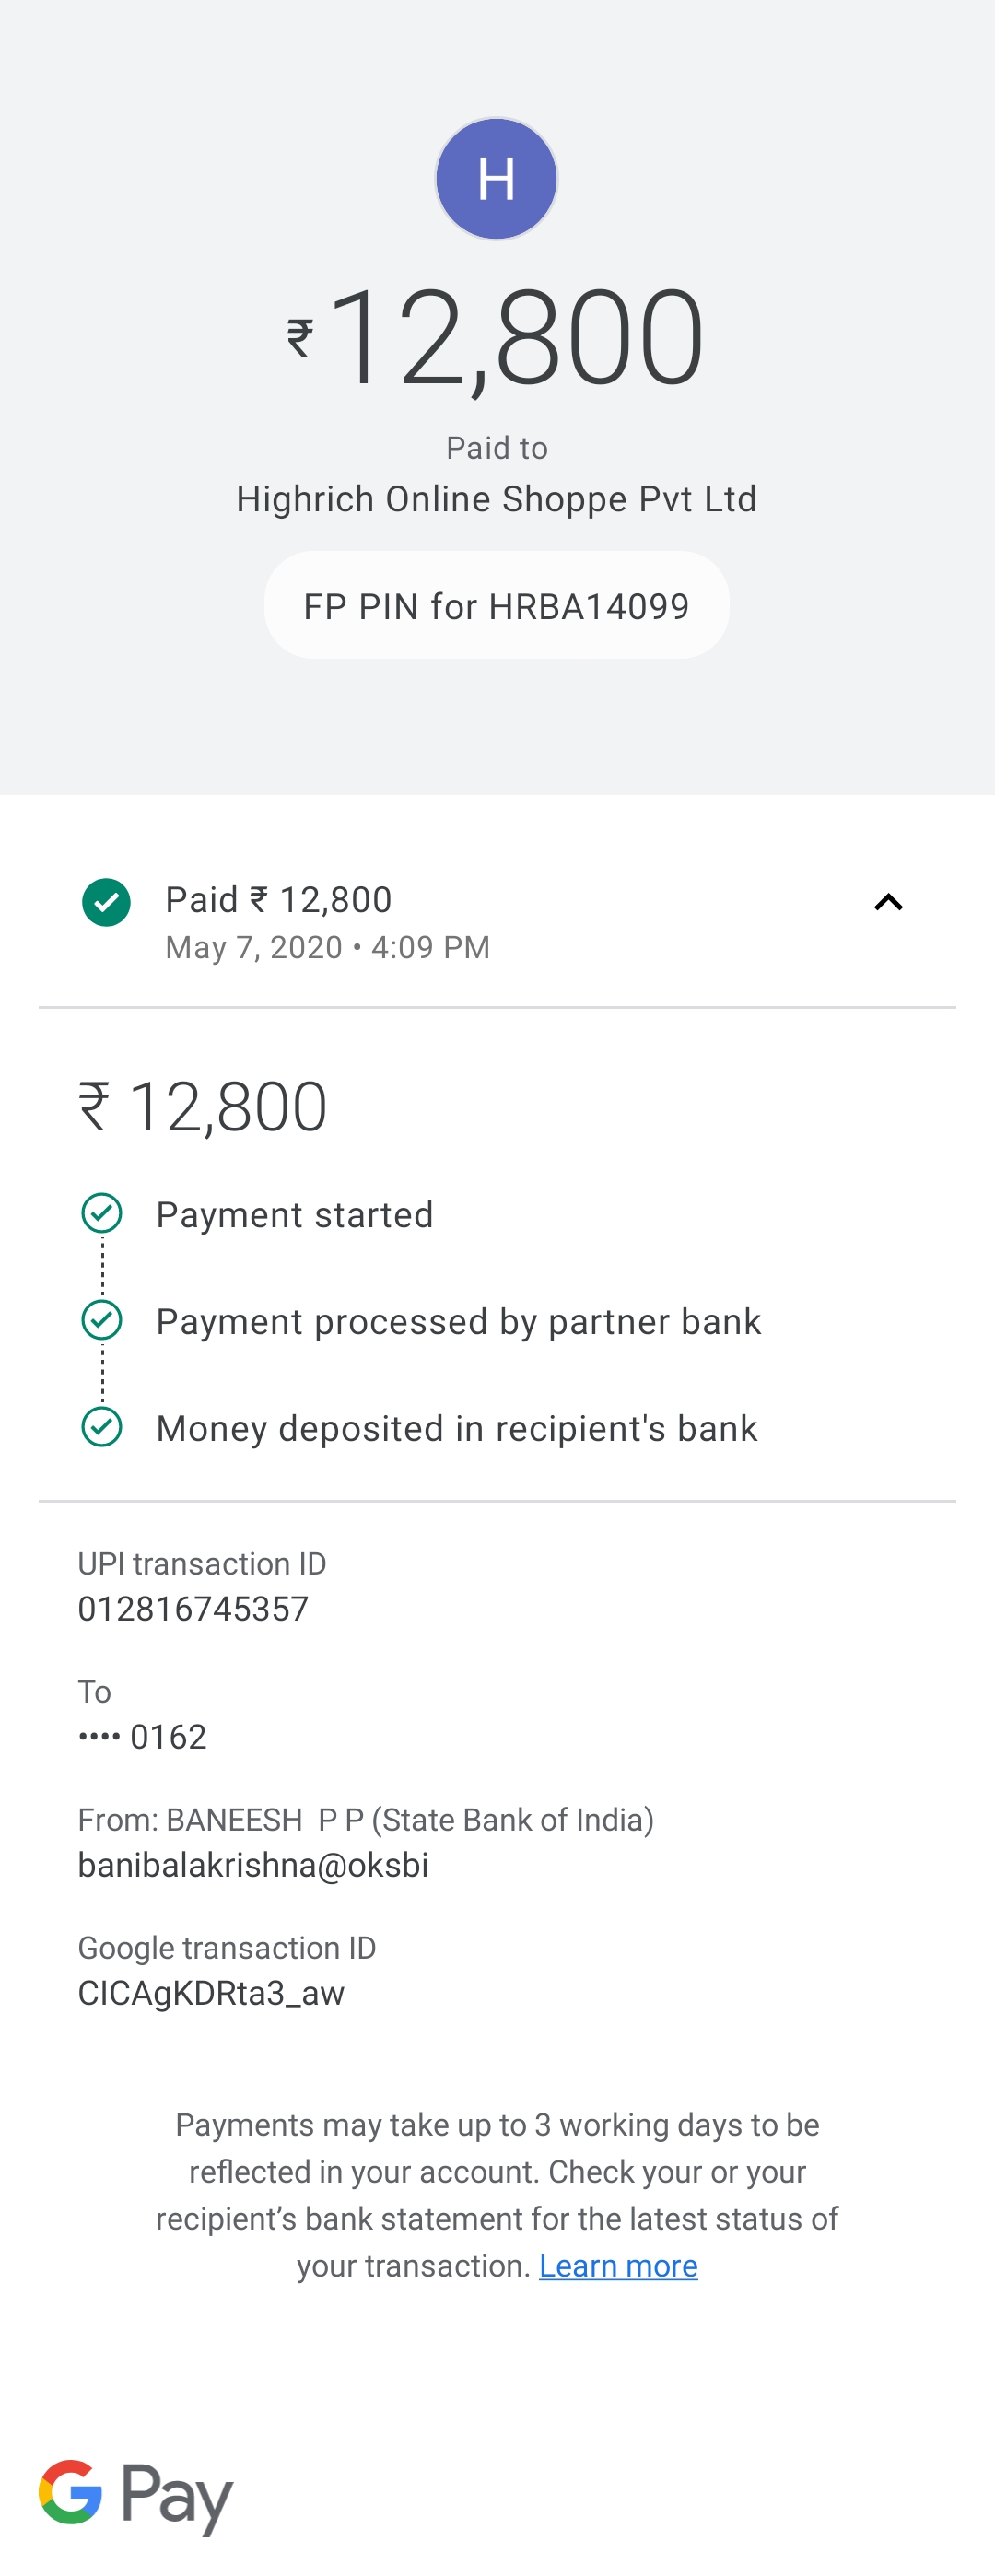 H
₹12,800
Paid to
Highrich Online Shoppe Pvt Ltd
FP PIN for HRBA14099
Paid ₹ 12,800
May 7, 2020 • 4:09 PM
₹ 12,800
Payment started
Payment processed by partner bank
Money deposited in recipient's bank
UPI transaction ID
012816745357
To
•••• 0162
From: BANEESH  P P (State Bank of India)
banibalakrishna@oksbi
Google transaction ID
CICAgKDRta3_aw
Payments may take up to 3 working days to be
reflected in your account. Check your or your
recipient’s bank statement for the latest status of
your transaction. Learn more
G Pay